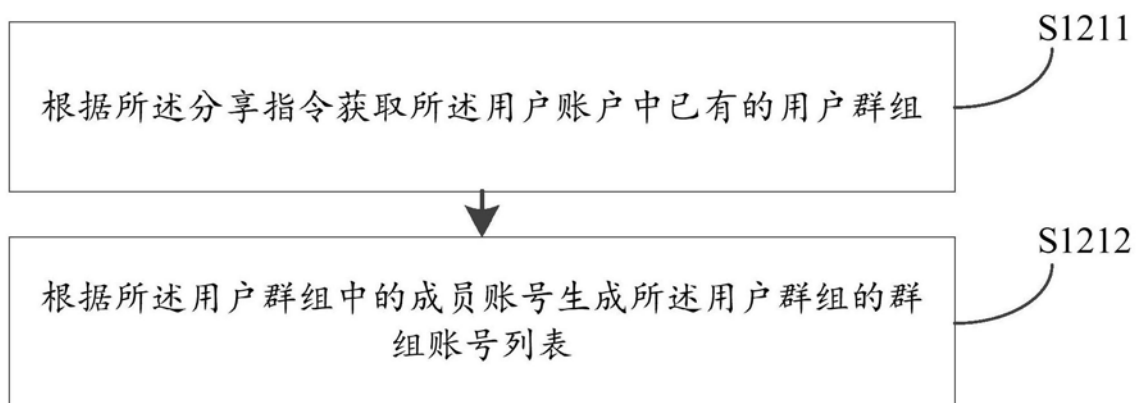 S1211
根据所述分享指令获取所述用户账户中已有的用户群组
S1212
根据所述用户群组中的成员账号生成所述用户群组的群
组账号列表